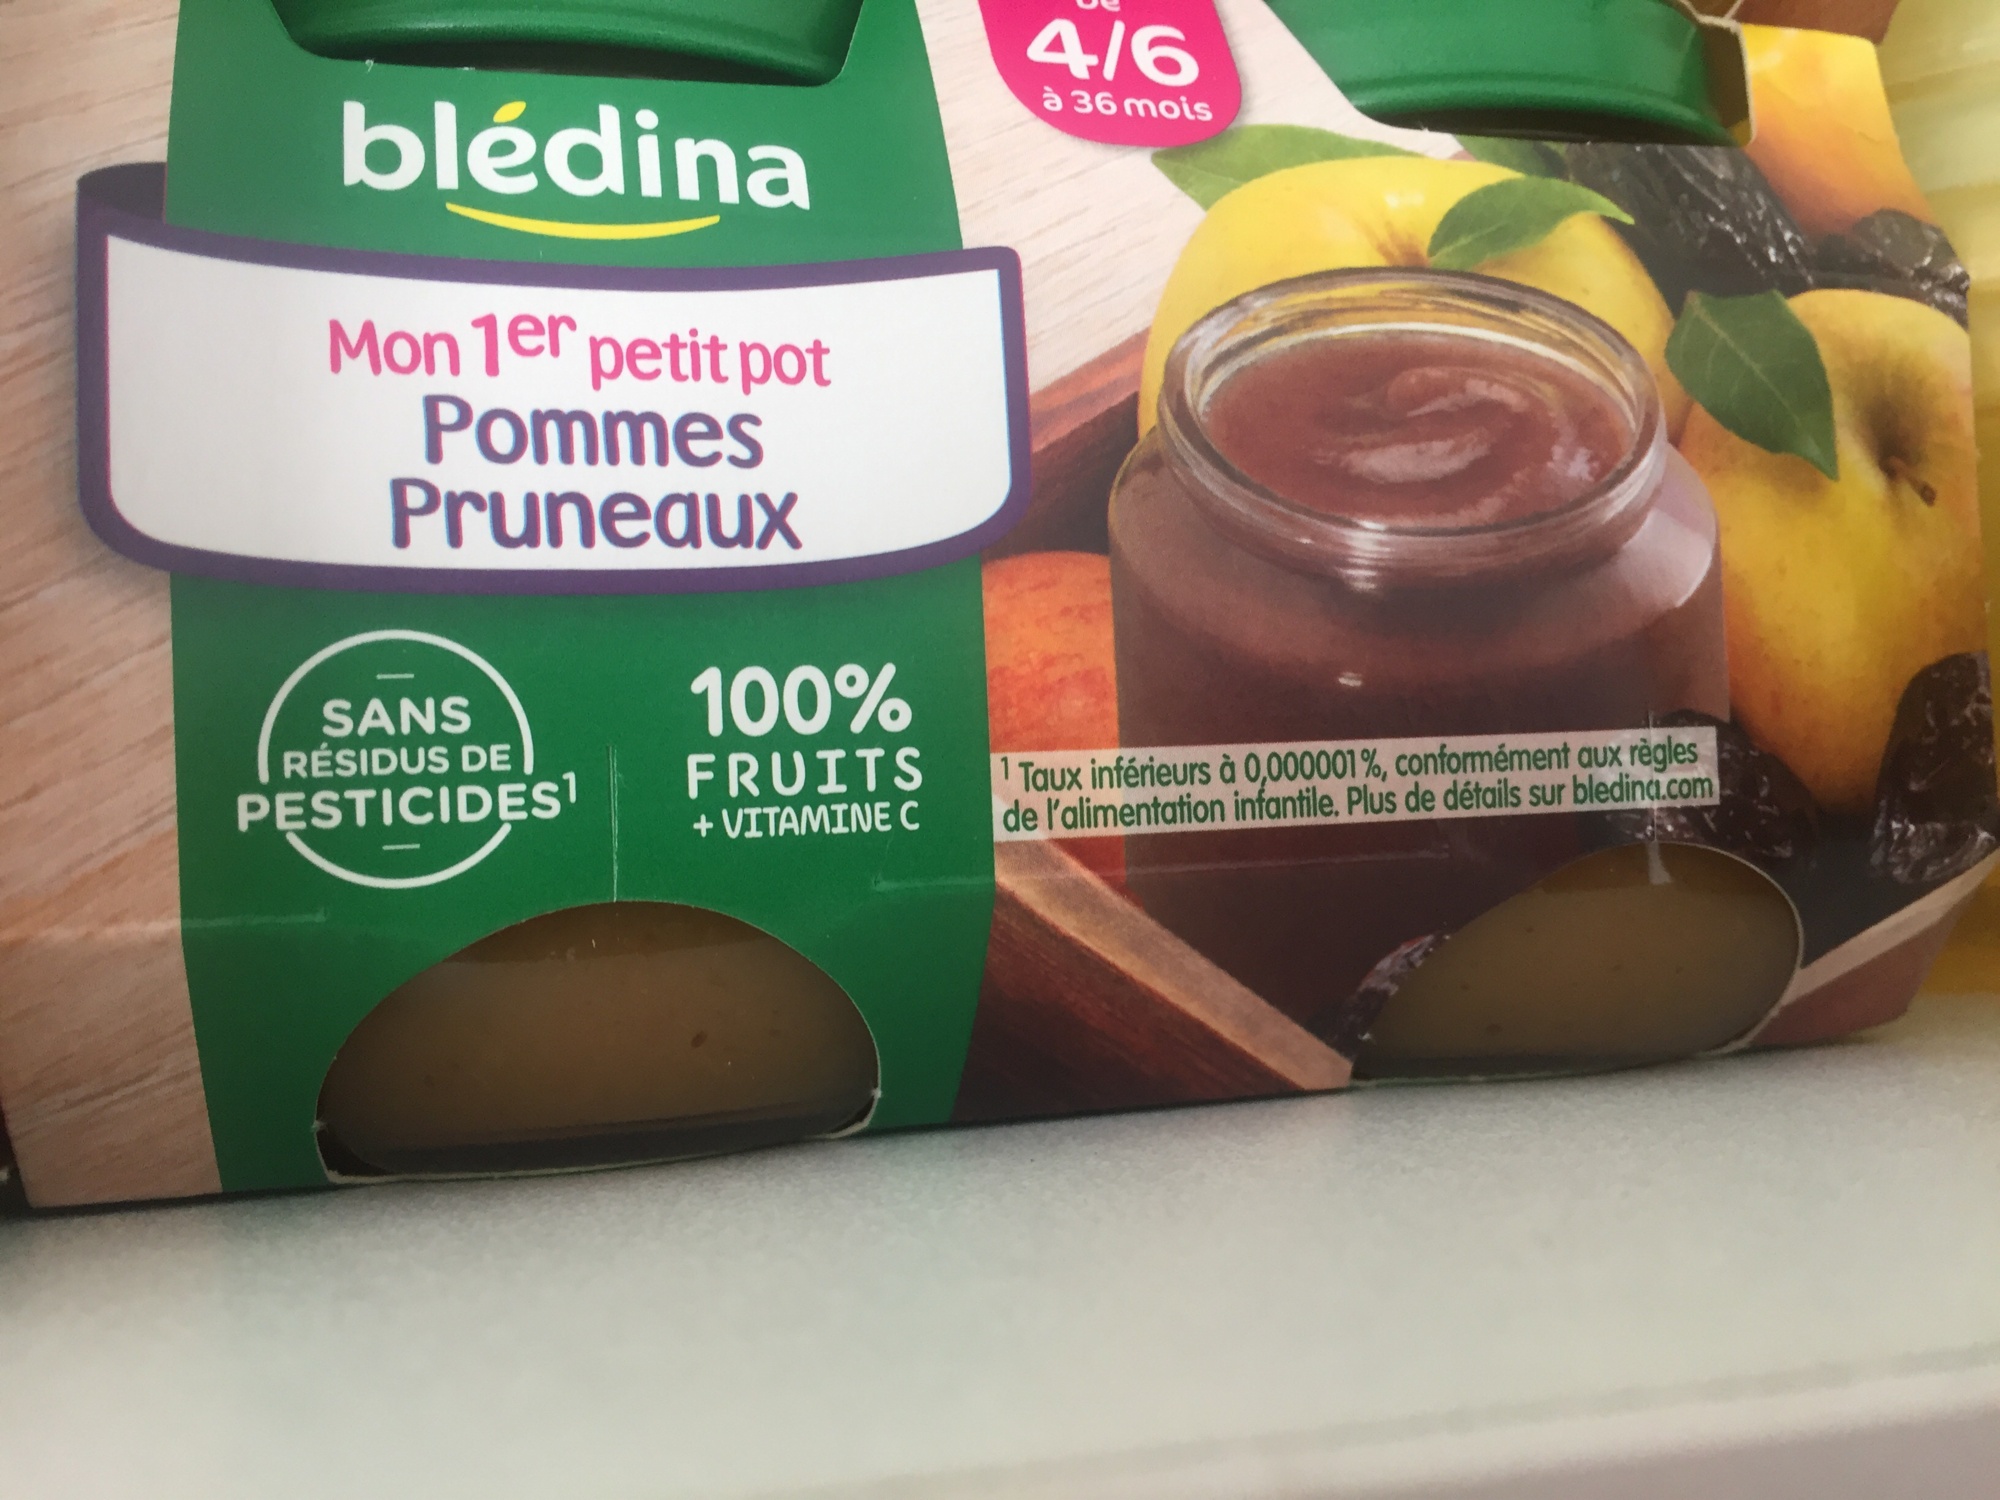 DE
4/6
à 36 mois
blédina
Mon 1er petit pot
Pommes
Pruneaux
SANS
RÉSIDUS DE
PESTICIDES¹
100%
FRUITS
+ VITAMINE C
¹ Taux inférieurs à 0,000001%, conformément aux règles
de l'alimentation infantile. Plus de détails sur bledina.com